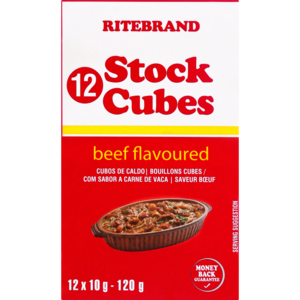 RITEBRAND
12 Stock
Cubes
beef flavoured
CUBOS DE CALDO | BOUILLONS CUBES /
COM SABOR A CARNE DE VACA | SAVEUR BŒUF
SERVING SUGGESTION
MONEY
BACK
GUARANTEE
12 x 10g - 120 g